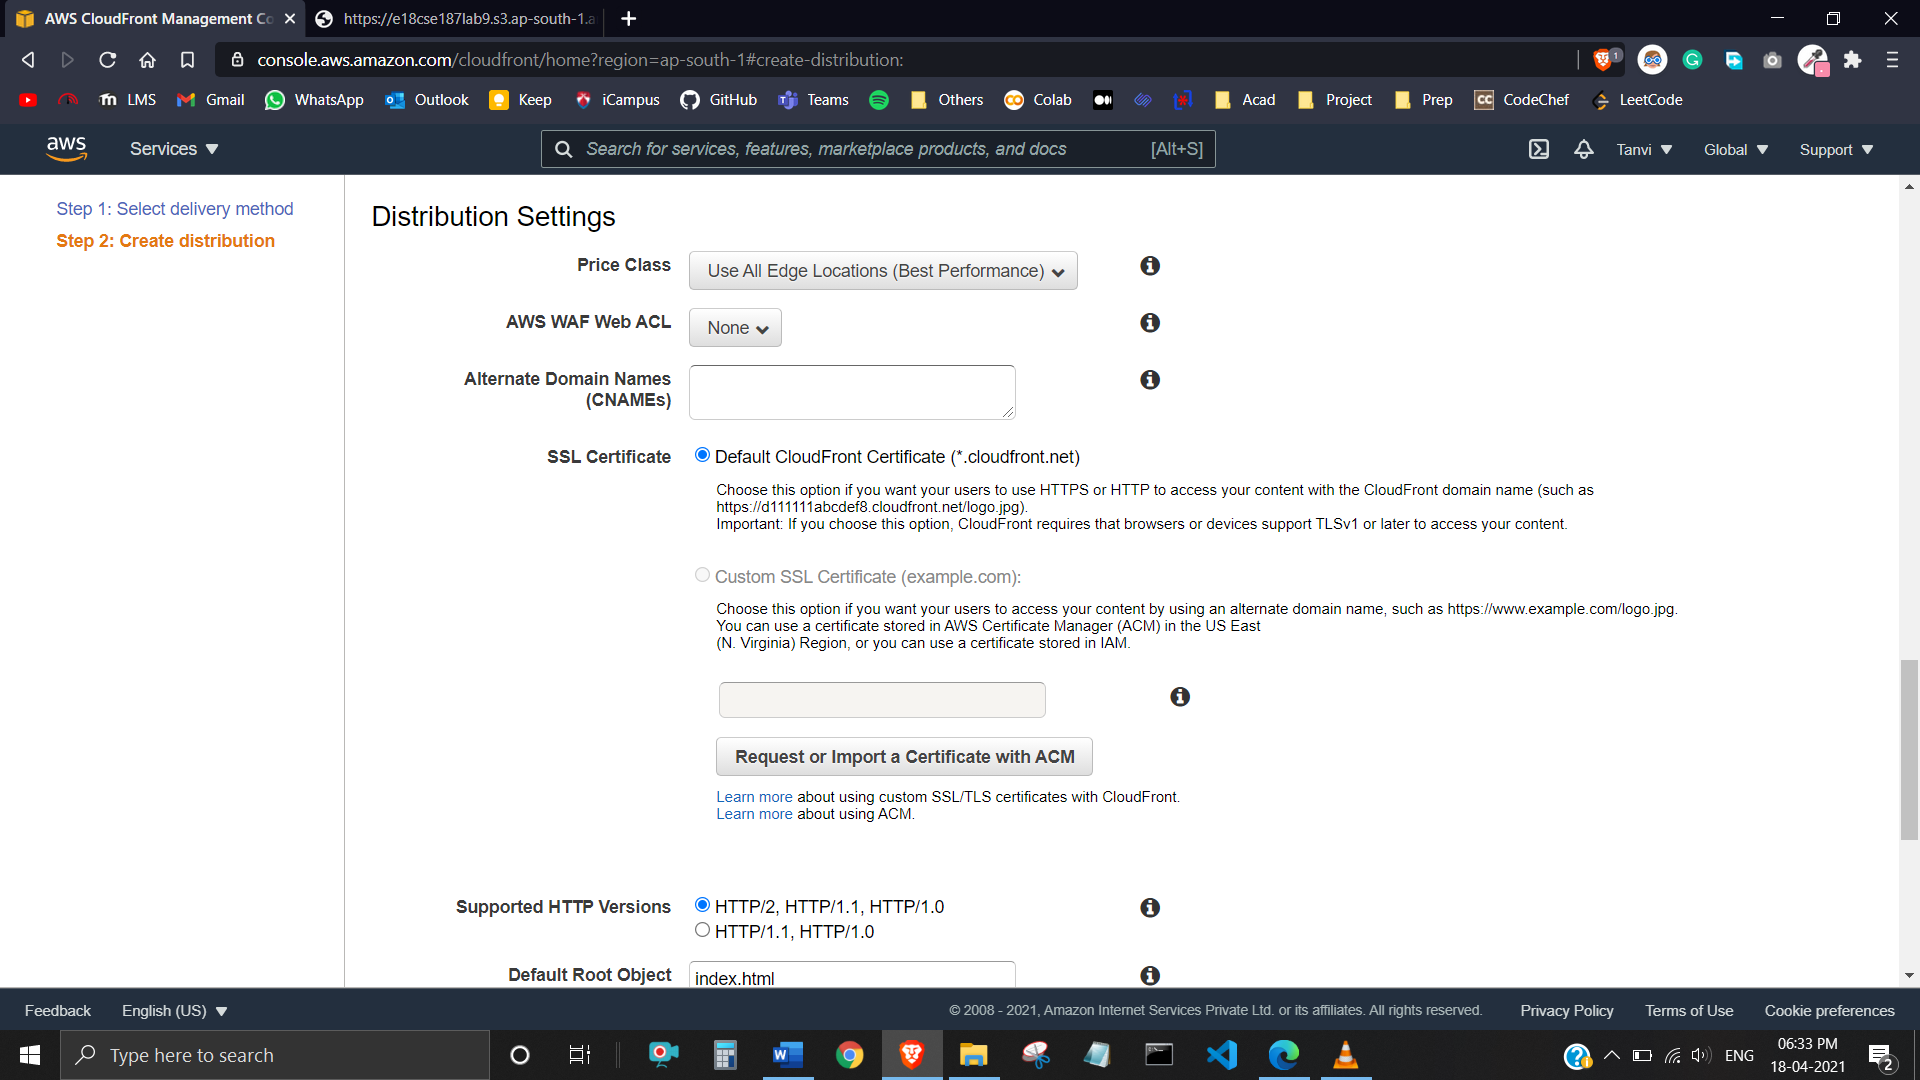 AWS CloudFront Management Co
https://e18cse187lab9.s3.ap-south-1.a
console.aws.amazon.com/cloudfront/home?region=ap-south-1#create-distribution:
1
LMS
Gmail
WhatsApp
Outlook
Keep
iCampus
GitHub
Teams
Others
Colab
Acad
Project
Prep
CC
CodeChef
LeetCode
aws
Services
Search for services, features, marketplace products, and docs
[Alt+S]
Tanvi
Global
Support
Step 1: Select delivery method
Step 2: Create distribution
Distribution Settings
Price Class
Use All Edge Locations (Best Performance)
AWS WAF Web ACL
None
Alternate Domain Names
(CNAMEs)
SSL Certificate
Default CloudFront Certificate (*.cloudfront.net)
Choose this option if you want your users to use HTTPS or HTTP to access your content with the CloudFront domain name (such as
https://d111111abcdef8.cloudfront.net/logo.jpg).
Important: If you choose this option, CloudFront requires that browsers or devices support TLSv1 or later to access your content.
Custom SSL Certificate (example.com):
Choose this option if you want your users to access your content by using an alternate domain name, such as https://www.example.com/logo.jpg.
You can use a certificate stored in AWS Certificate Manager (ACM) in the US East
(N. Virginia) Region, or you can use a certificate stored in IAM.
Request or Import a Certificate with ACM
Learn more about using custom SSL/TLS certificates with CloudFront.
Learn more about using ACM.
Supported HTTP Versions
HTTP/2, HTTP/1.1, HTTP/1.0
HTTP/1.1, HTTP/1.0
Default Root Object
index.html
Feedback
English (US)
© 2008 - 2021, Amazon Internet Services Private Ltd. or its affiliates. All rights reserved.
Privacy Policy
Terms of Use
Cookie preferences
Type here to search
ENG
06:33 PM
18-04-2021
2